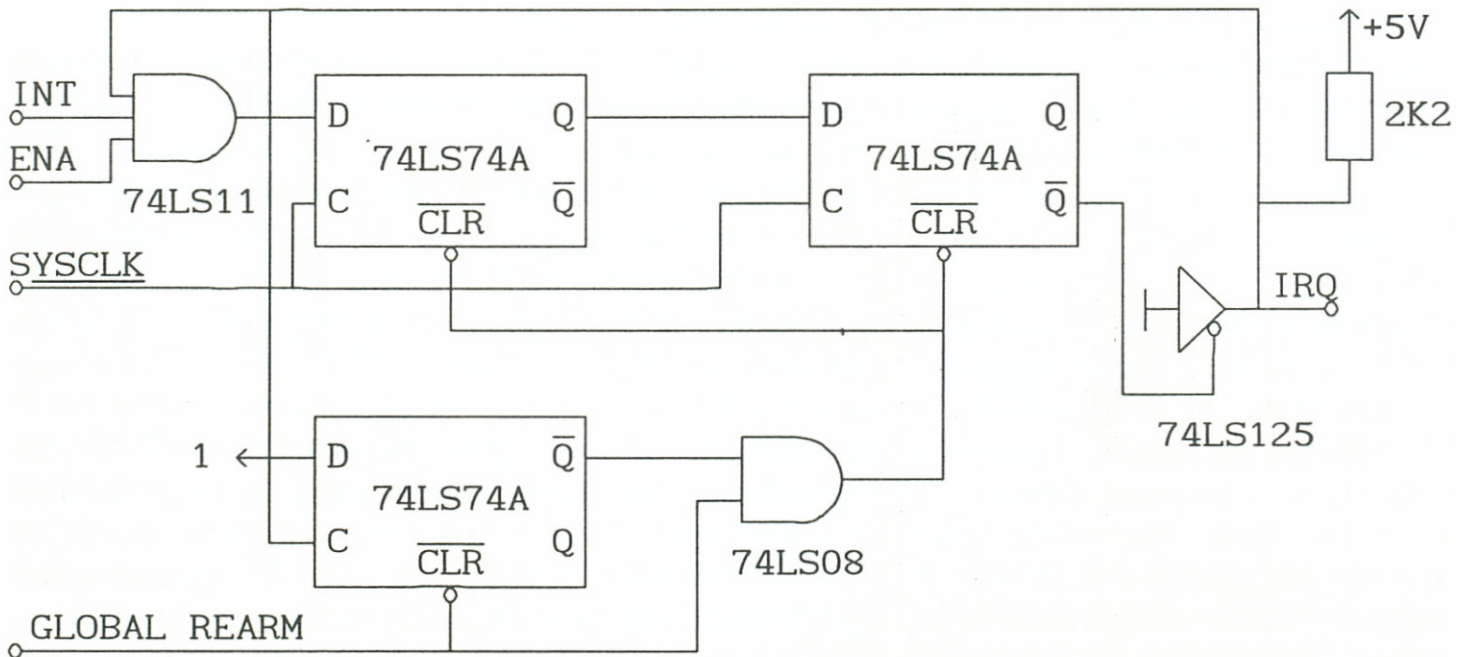 +5V
INT
D
Q
D
Q
2K2
74LS74A
74LS74A
ENA
74LS11
C
CLR
Q
C
CLR
Q
SYSCLK
IRQ
74LS125
1
D
Q
74LS74A
C
CLR
Q
74LS08
GLOBAL REARM